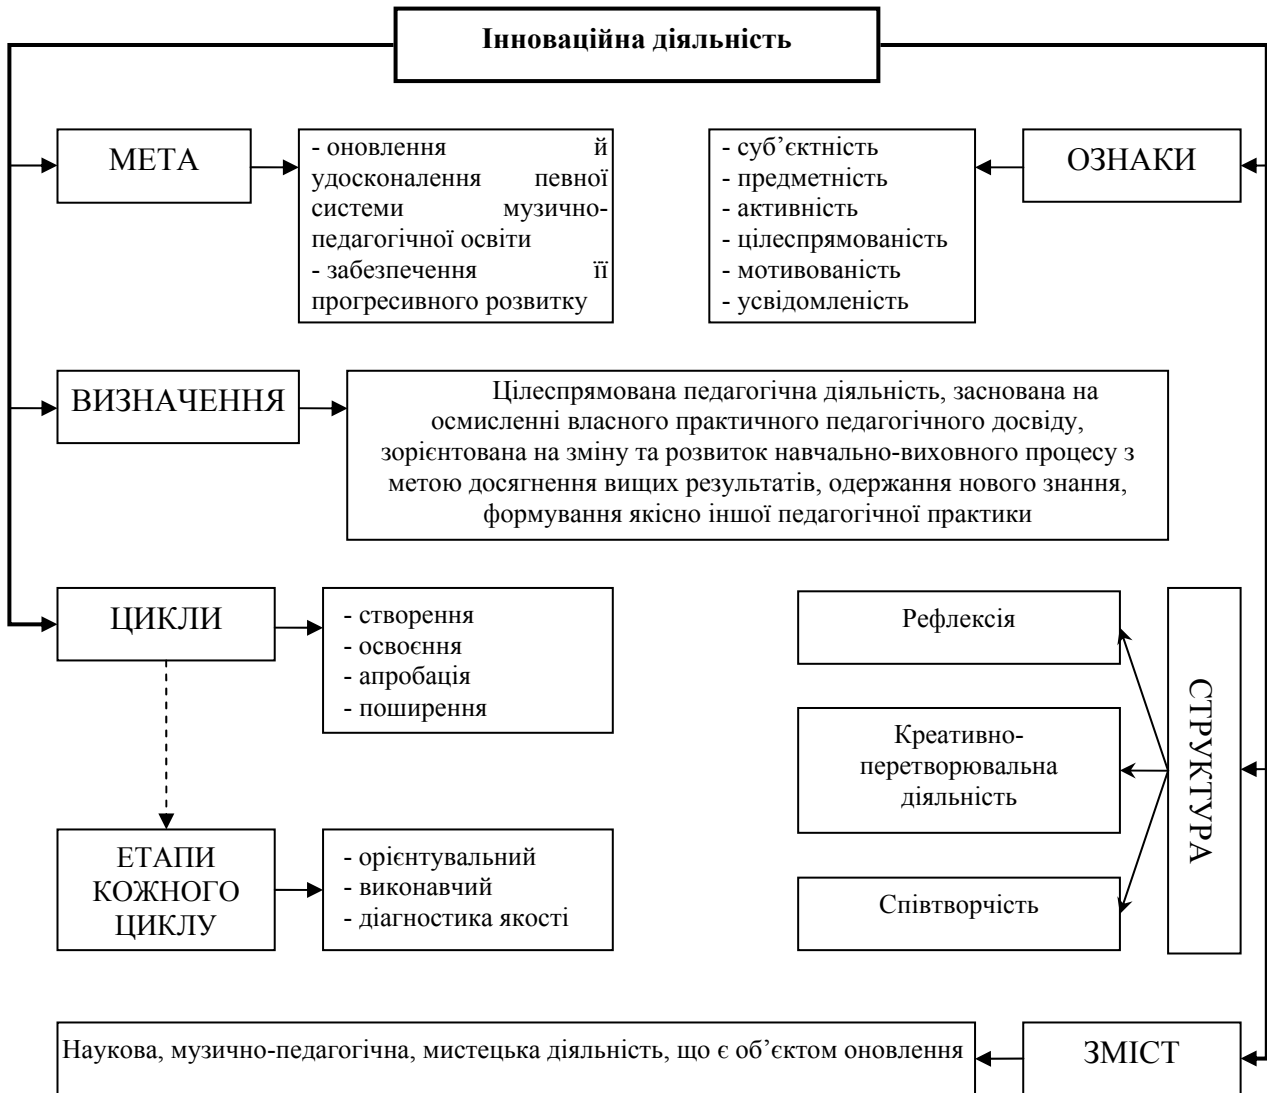 Інноваційна діяльність
МЕТА
- оновлення й
удосконалення певної
системи музично-
педагогічної освіти
- забезпечення її
прогресивного розвитку
- суб’єктність
- предметність
- активність
- цілеспрямованість
- мотивованість
- усвідомленість
ОЗНАКИ
ВИЗНАЧЕННЯ
Цілеспрямована педагогічна діяльність, заснована на
осмисленні власного практичного педагогічного досвіду,
зорієнтована на зміну та розвиток навчально-виховного процесу з
метою досягнення вищих результатів, одержання нового знання,
формування якісно іншої педагогічної практики
ЦИКЛИ
- створення
- освоєння
- апробація
- поширення
Рефлексія
Креативно-
перетворювальна
діяльність
Співтворчість
СТРУКТУРА
ЕТАПИ
КОЖНОГО
ЦИКЛУ
- орієнтувальний
- виконавчий
- діагностика якості
Наукова, музично-педагогічна, мистецька діяльність, що є об’єктом оновлення
ЗМІСТ